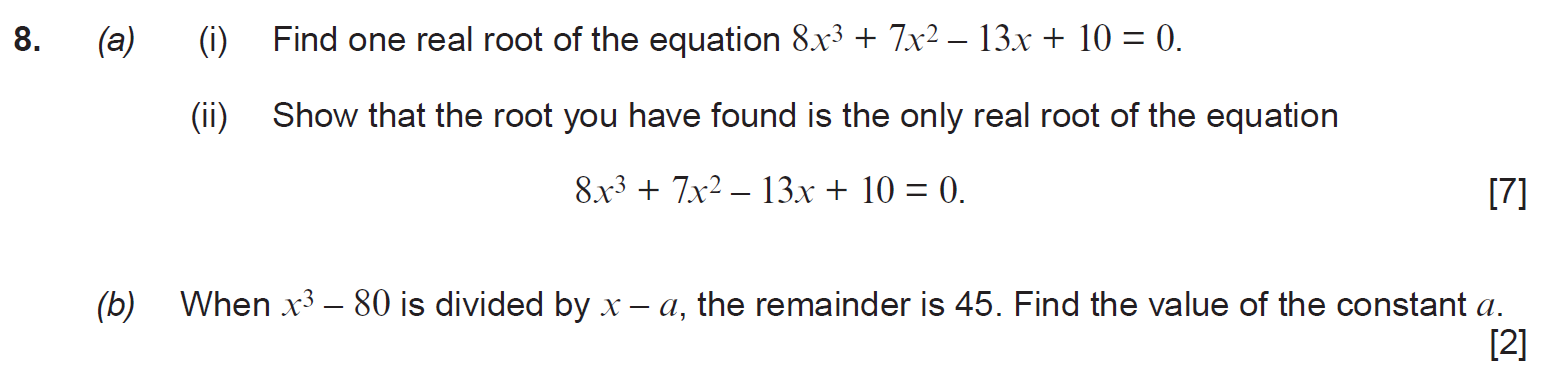 8. (a) (i) Find one real root of the equation 8x³ + 7x² – 13x + 10 = 0.
(ii) Show that the root you have found is the only real root of the equation
8x³ + 7x² – 13x + 10 = 0. [7]
(b) When x³ – 80 is divided by x – a, the remainder is 45. Find the value of the constant a.
[2]